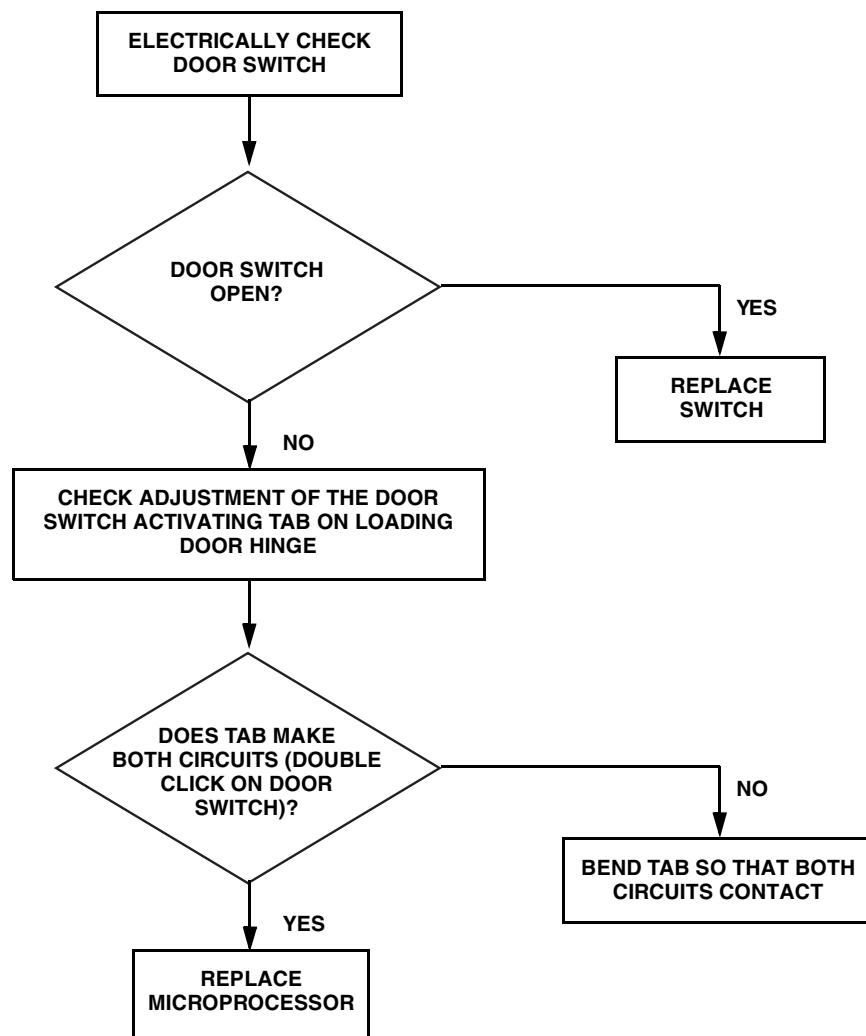 ELECTRICALLY CHECK
DOOR SWITCH
DOOR SWITCH
OPEN?
YES
REPLACE
SWITCH
NO
CHECK ADJUSTMENT OF THE DOOR
SWITCH ACTIVATING TAB ON LOADING
DOOR HINGE
DOES TAB MAKE
BOTH CIRCUITS (DOUBLE
CLICK ON DOOR
SWITCH)?
NO
BEND TAB SO THAT BOTH
CIRCUITS CONTACT
YES
REPLACE
MICROPROCESSOR